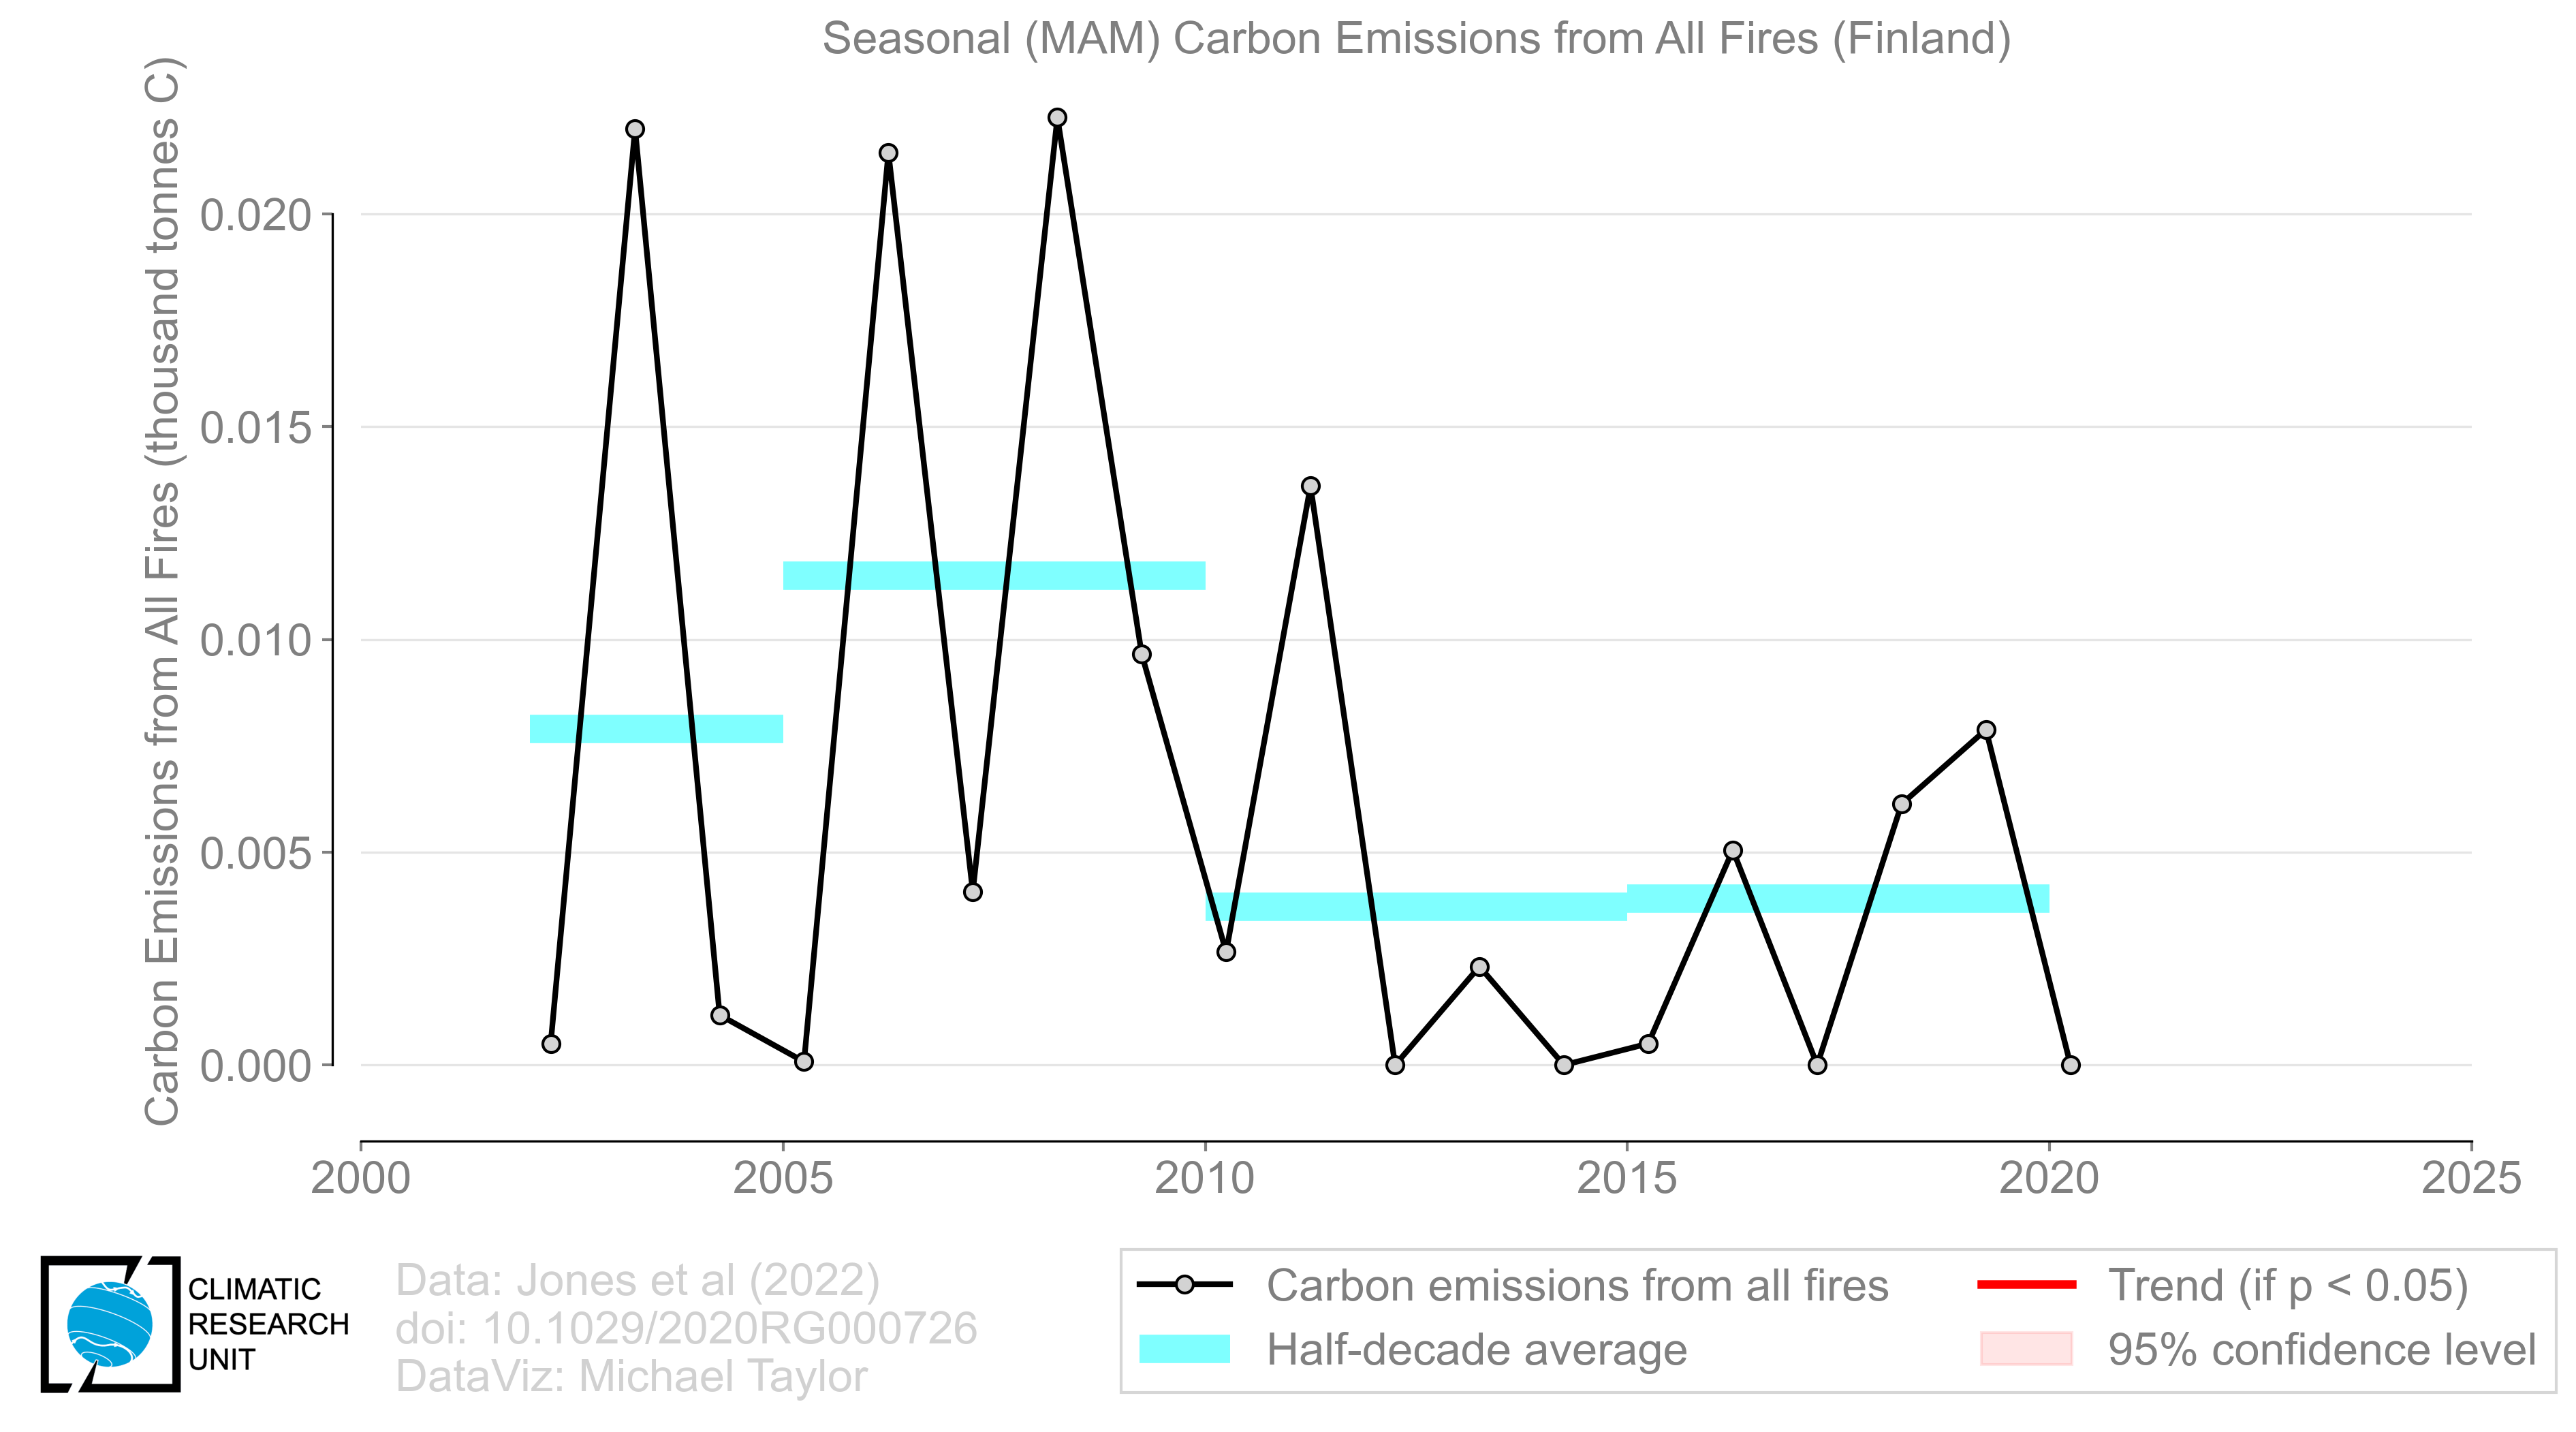 Seasonal (MAM) Carbon Emissions from All Fires (Finland)
Carbon Emissions from All Fires (thousand tonnes C)
0.020
0.015
0.010
0.005
0.000
2000 2005 2010 2015 2020 2025
CLIMATIC
RESEARCH
UNIT
Data: Jones et al (2022)
doi: 10.1029/2020RG000726
DataViz: Michael Taylor
Carbon emissions from all fires
Half-decade average
Trend (if p < 0.05)
95% confidence level